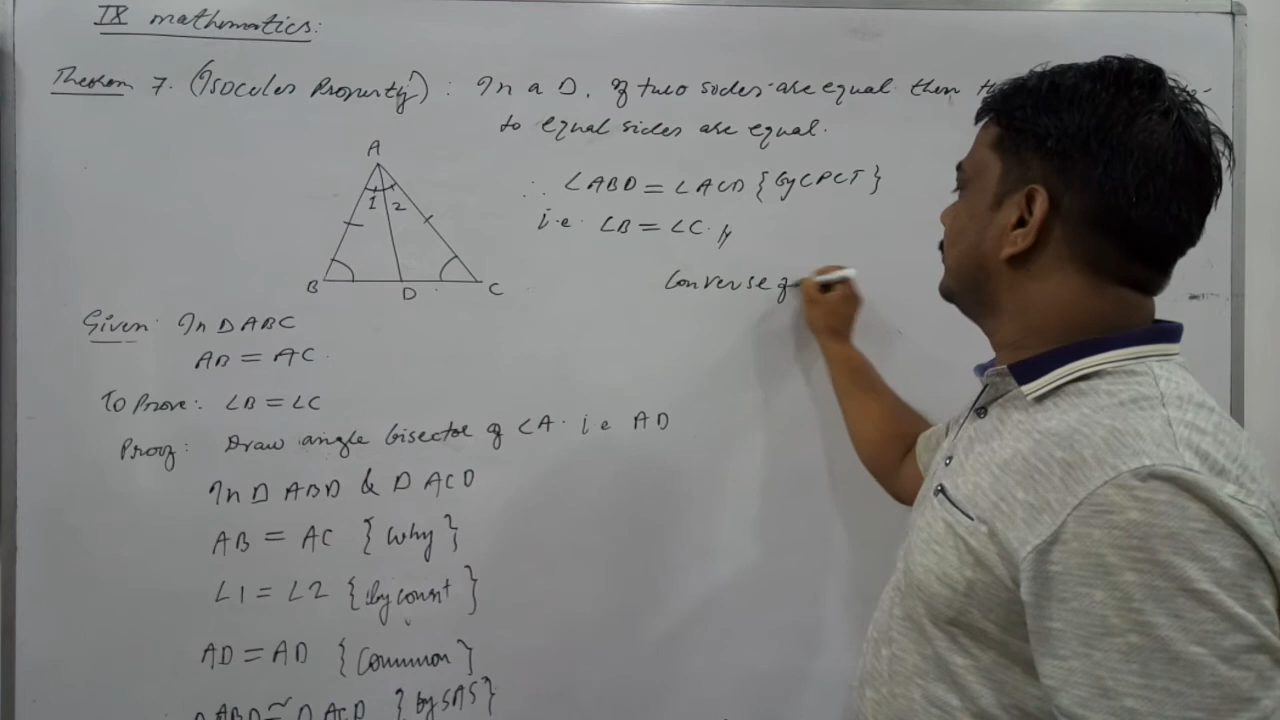 IX mathematics:
Theorem 7. (Isoceles Property): In a Δ, If two sides are equal then
to equal sides are equal.
A
1 2
B D C
∴ ∠ABD = ∠ACD {by CPCT}
i.e. ∠B = ∠C
Converse of
Given: In Δ ABC
AB = AC
To Prove: ∠B = ∠C
Proof: Draw angle bisector of ∠A. i.e AD
In Δ ABD & Δ ACD
AB = AC {why}
∠1 = ∠2 {by const}
AD = AD {Common}
Δ ABD ≅ Δ ACD {by SAS}